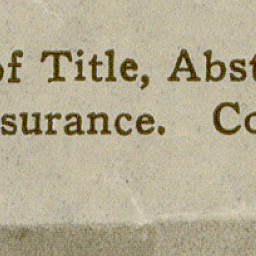 of Title, Abst
surance. Co